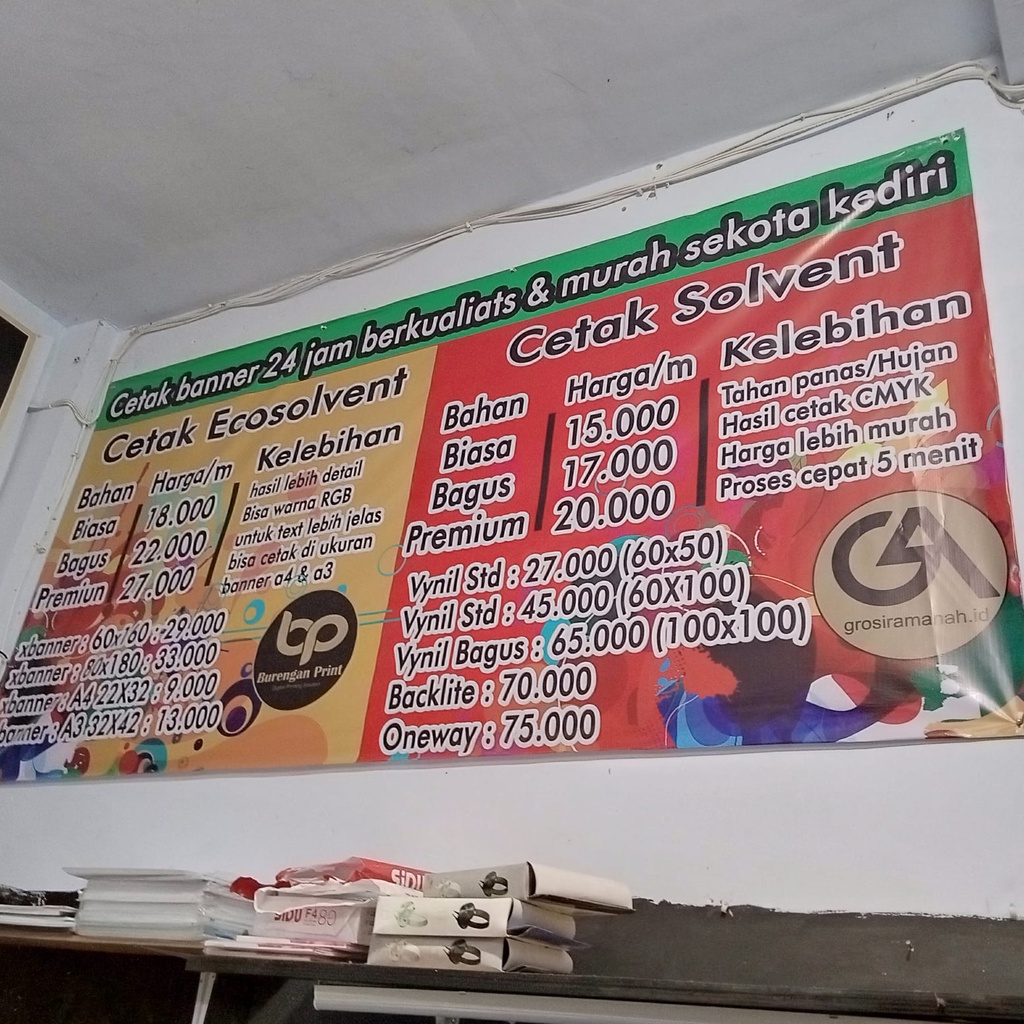 Cetak banner 24 jam berkualiats & murah sekota kediri
Cetak Ecosolvent
Bahan Harga/m Kelebihan
Biasa 18.000
Bagus 22.000
Premiun 27.000
hasil lebih detail
Bisa warna RGB
untuk text lebih jelas
bisa cetak di ukuran
banner a4 & a3
xbanner : 60x160 : 29.000
xbanner : 80x180 : 33.000
xbanner : A4 22X32 : 9.000
banner : A3 32X42 : 13.000
bp
Burengan Print
Cetak Solvent
Bahan Harga/m Kelebihan
Biasa 15.000
Bagus 17.000
Premium 20.000
Tahan panas/Hujan
Hasil cetak CMYK
Harga lebih murah
Proses cepat 5 menit
Vynil Std : 27.000 (60x50)
Vynil Std : 45.000 (60X100)
Vynil Bagus : 65.000 (100x100)
Backlite : 70.000
Oneway : 75.000
GA
grosiramanah.id
SiDU
SIDU F4 80